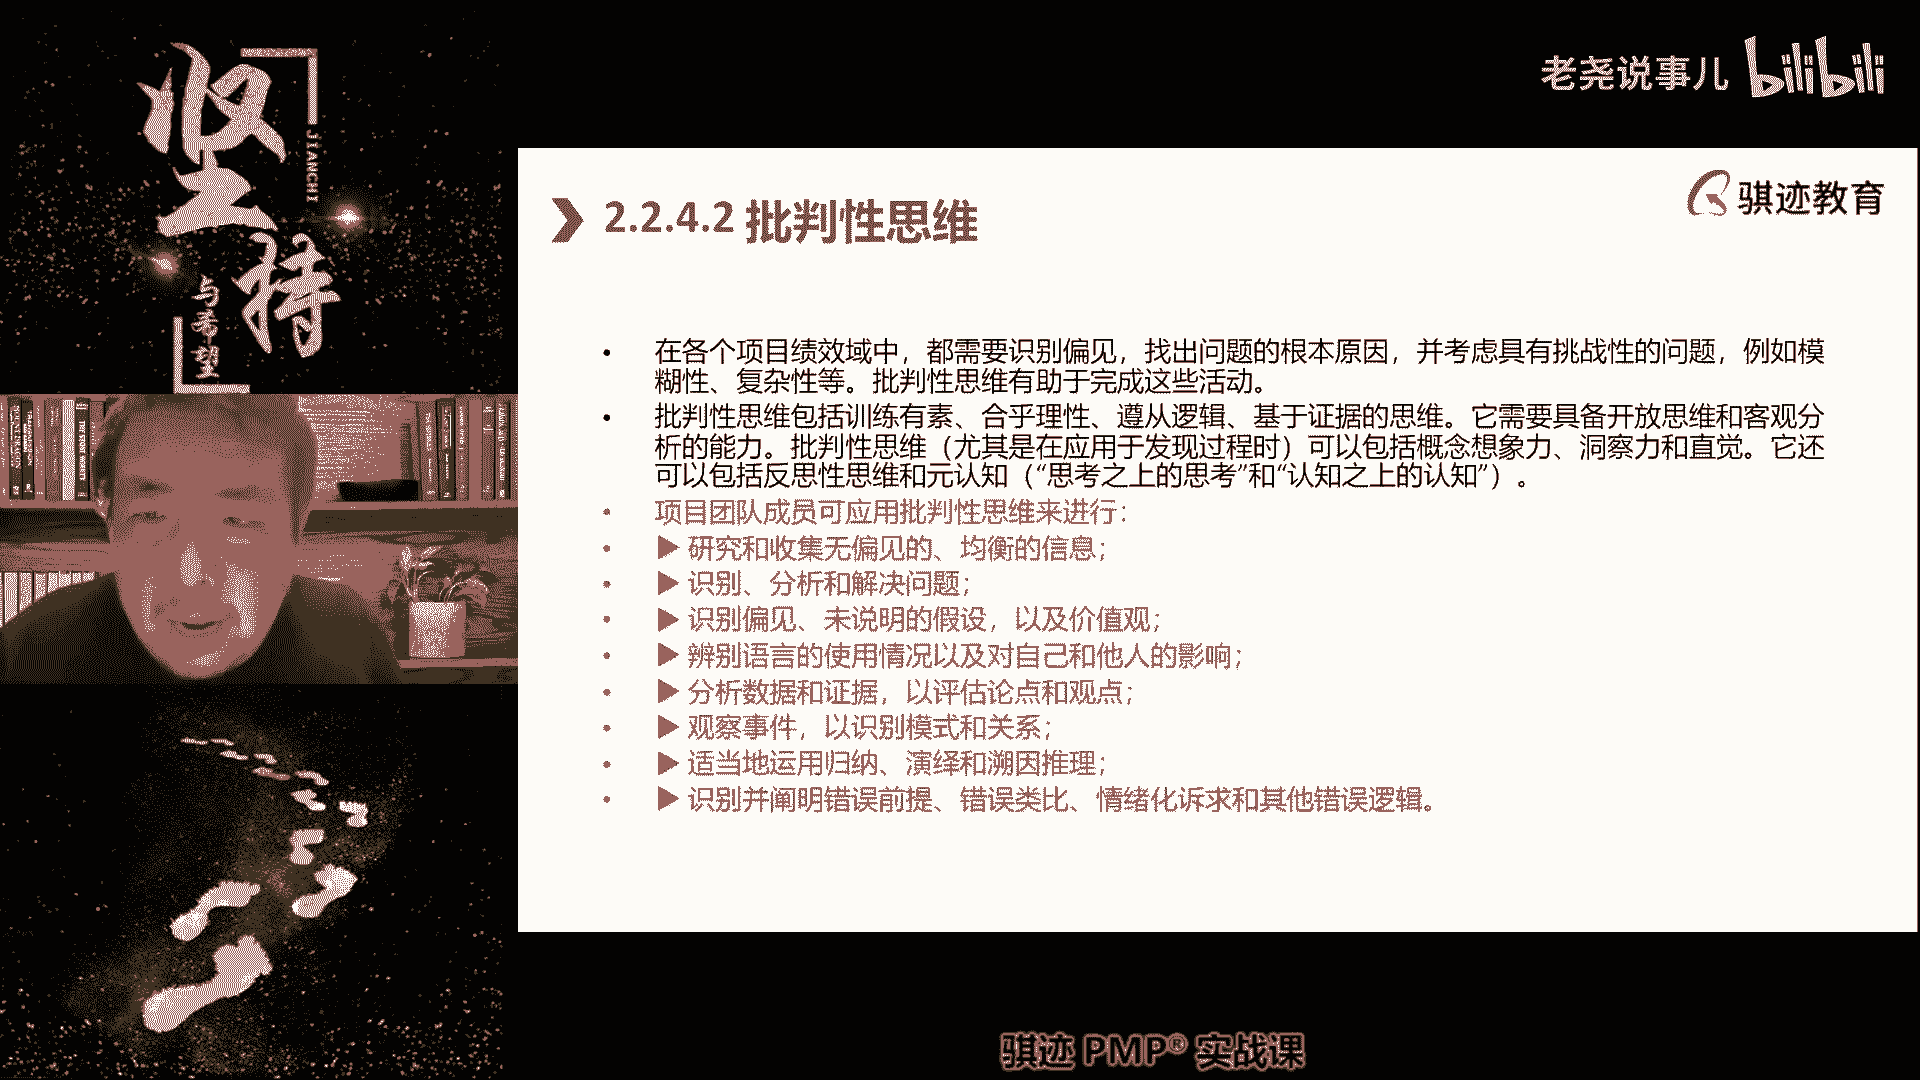 坚持
JIANCHI
与希望
老尧说事儿 bilibili
骐迹教育
2.2.4.2 批判性思维
• 在各个项目绩效域中，都需要识别偏见，找出问题的根本原因，并考虑具有挑战性的问题，例如模
糊性、复杂性等。批判性思维有助于完成这些活动。
• 批判性思维包括训练有素、合乎理性、遵从逻辑、基于证据的思维。它需要具备开放思维和客观分
析的能力。批判性思维（尤其是在应用于发现过程时）可以包括概念想象力、洞察力和直觉。它还
可以包括反思性思维和元认知（“思考之上的思考”和“认知之上的认知”）。
• 项目团队成员可应用批判性思维来进行：
• ▶ 研究和收集无偏见的、均衡的信息；
• ▶ 识别、分析和解决问题；
• ▶ 识别偏见、未说明的假设，以及价值观；
• ▶ 辨别语言的使用情况以及对自己和他人的影响；
• ▶ 分析数据和证据，以评估论点和观点；
• ▶ 观察事件，以识别模式和关系；
• ▶ 适当地运用归纳、演绎和溯因推理；
• ▶ 识别并阐明错误前提、错误类比、情绪化诉求和其他错误逻辑。
骐迹 PMP® 实战课